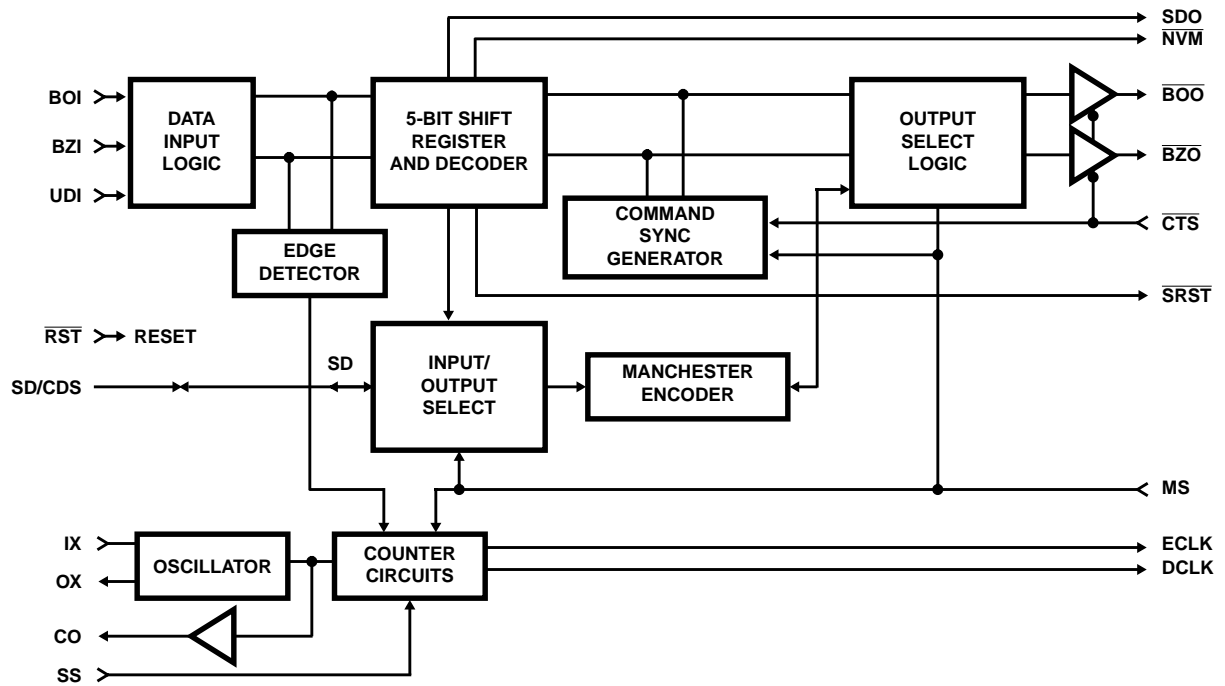 SDO
NVM
BOI
BZI
UDI
DATA
INPUT
LOGIC
5-BIT SHIFT
REGISTER
AND DECODER
OUTPUT
SELECT
LOGIC
BOO
BZO
CTS
EDGE
DETECTOR
COMMAND
SYNC
GENERATOR
SRST
RST
RESET
SD/CDS
SD
INPUT/
OUTPUT
SELECT
MANCHESTER
ENCODER
MS
IX
OX
OSCILLATOR
COUNTER
CIRCUITS
ECLK
DCLK
CO
SS